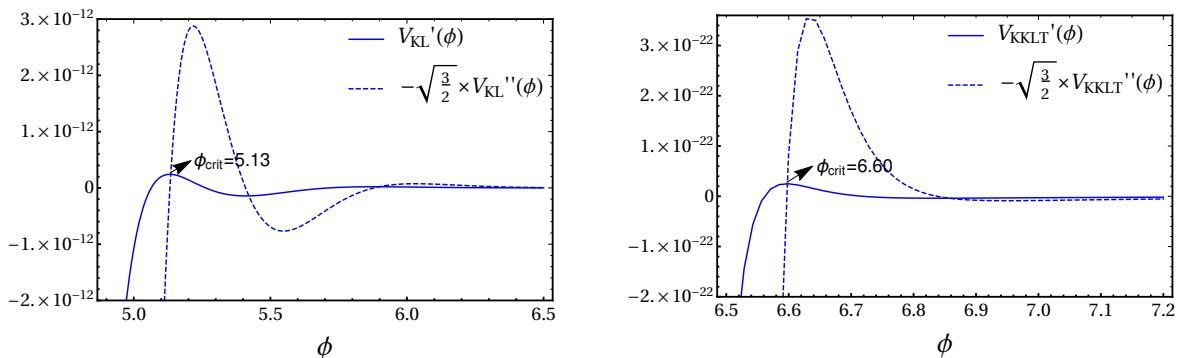 3.×10⁻¹²
2.×10⁻¹²
1.×10⁻¹²
0
-1.×10⁻¹²
-2.×10⁻¹²
V_KL'(ϕ)
-√(3/2) × V_KL''(ϕ)
ϕ_crit=5.13
5.0 5.5 6.0 6.5
ϕ
3.×10⁻²²
2.×10⁻²²
1.×10⁻²²
0
-1.×10⁻²²
-2.×10⁻²²
V_KKLT'(ϕ)
-√(3/2) × V_KKLT''(ϕ)
ϕ_crit=6.60
6.5 6.6 6.7 6.8 6.9 7.0 7.1 7.2
ϕ